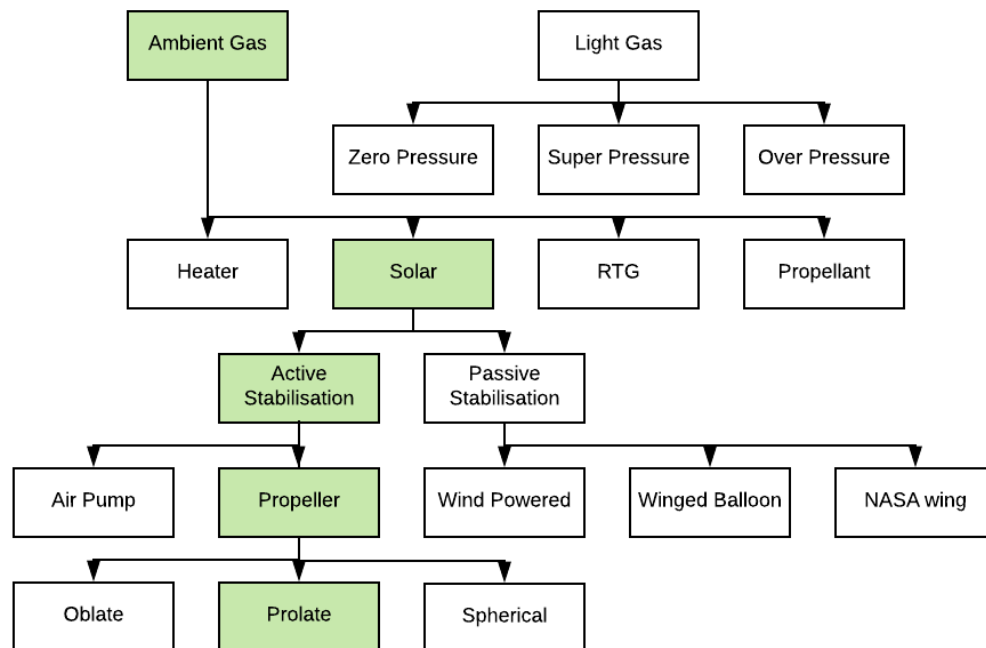 Ambient Gas
Light Gas
Zero Pressure
Super Pressure
Over Pressure
Heater
Solar
RTG
Propellant
Active
Stabilisation
Passive
Stabilisation
Air Pump
Propeller
Wind Powered
Winged Balloon
NASA wing
Oblate
Prolate
Spherical